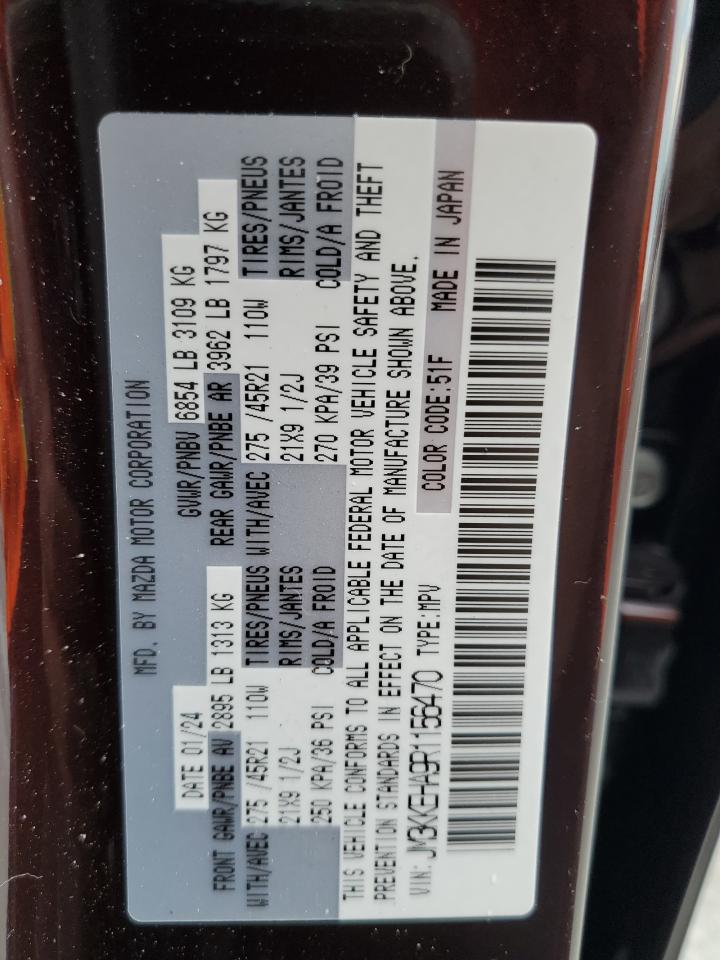 MFD. BY MAZDA MOTOR CORPORATION
DATE 01/24 GVWR/PNBV 6854 LB 3109 KG
FRONT GAWR/PNBE AV 2895 LB 1313 KG REAR GAWR/PNBE AR 3962 LB 1797 KG
WITH/AVEC 275 /45R21 110W TIRES/PNEUS WITH/AVEC 275 /45R21 110W TIRES/PNEUS
21X9 1/2J RIMS/JANTES 21X9 1/2J RIMS/JANTES
250 KPA/36 PSI COLD/A FROID 270 KPA/39 PSI COLD/A FROID
THIS VEHICLE CONFORMS TO ALL APPLICABLE FEDERAL MOTOR VEHICLE SAFETY AND THEFT
PREVENTION STANDARDS IN EFFECT ON THE DATE OF MANUFACTURE SHOWN ABOVE.
VIN: JM3KKEHA9R1156470 TYPE:MPV COLOR CODE:51F MADE IN JAPAN